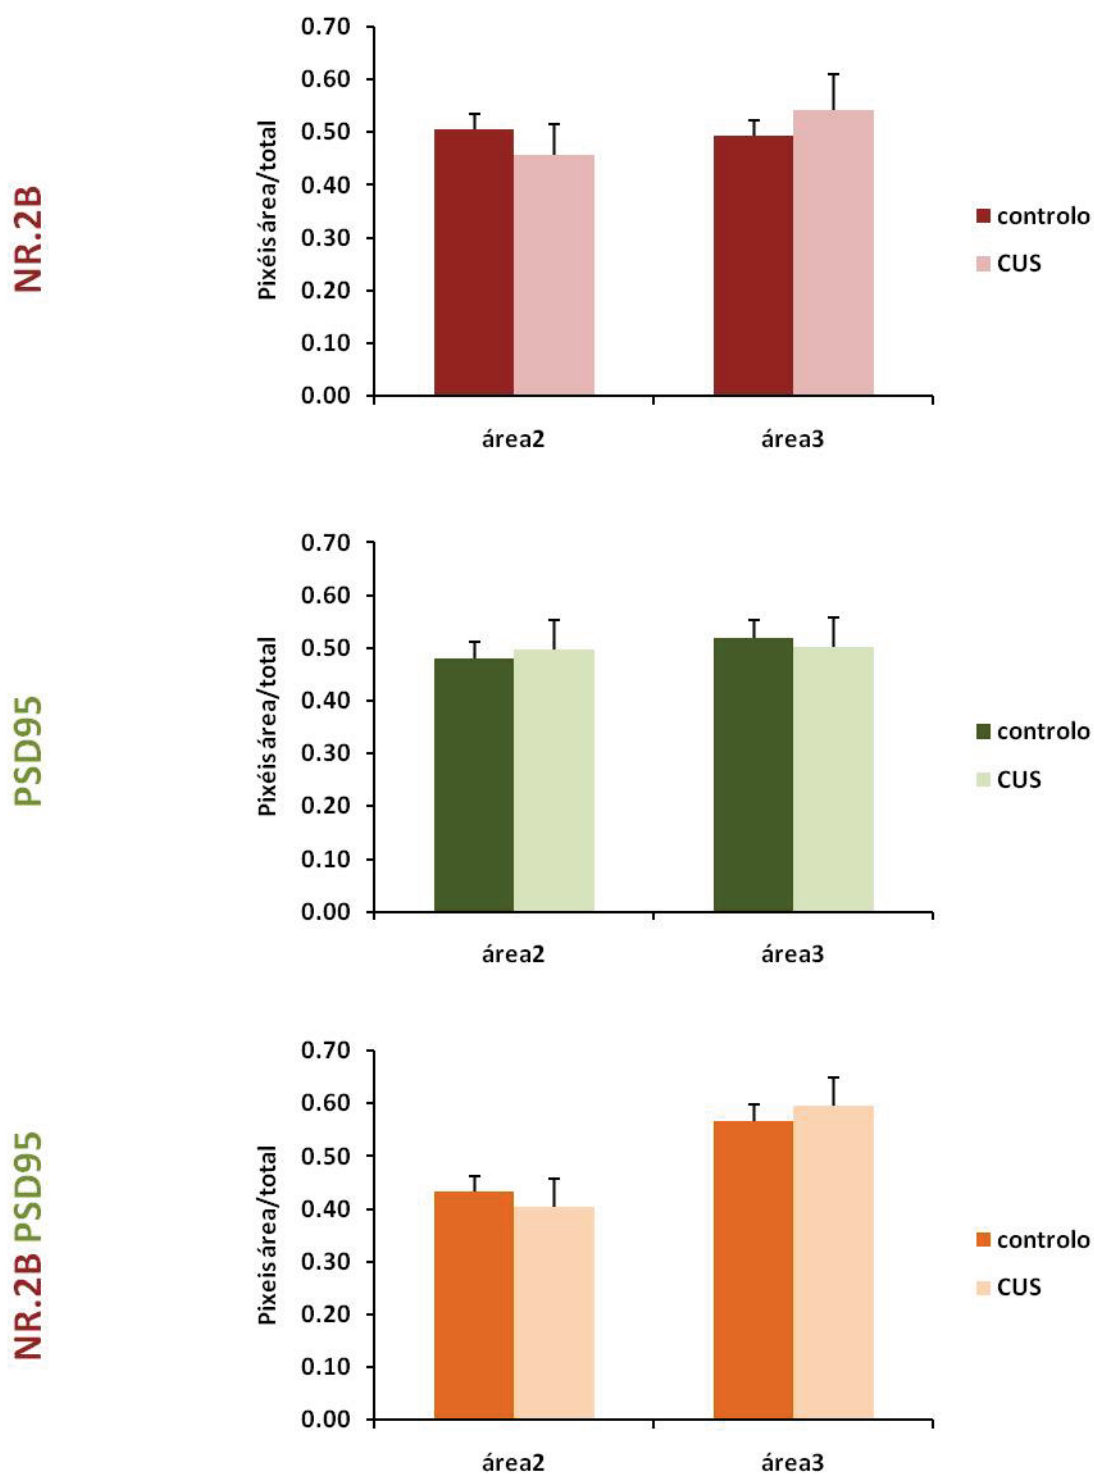 NR.2B
Pixéis área/total
0.70
0.60
0.50
0.40
0.30
0.20
0.10
0.00
área2
área3
controlo
CUS
PSD95
Pixéis área/total
0.70
0.60
0.50
0.40
0.30
0.20
0.10
0.00
área2
área3
controlo
CUS
NR.2B PSD95
Pixeis área/total
0.70
0.60
0.50
0.40
0.30
0.20
0.10
0.00
área2
área3
controlo
CUS